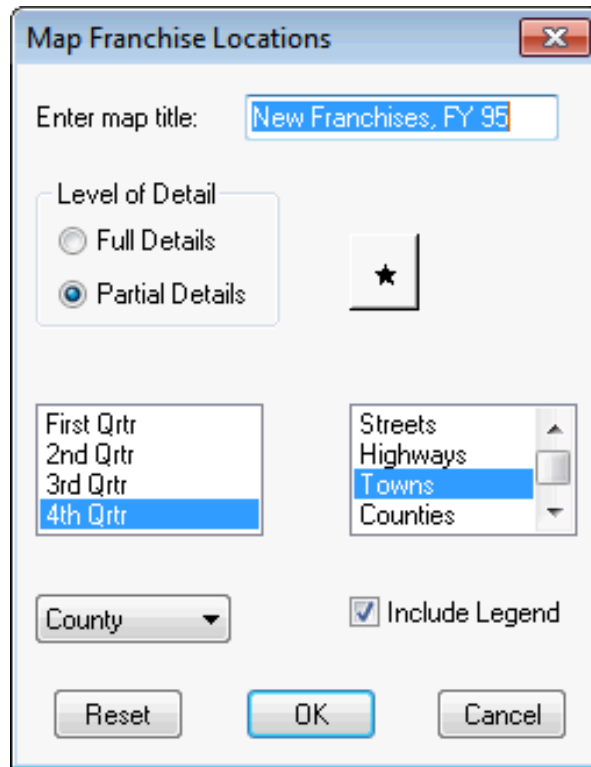 Map Franchise Locations
Enter map title: New Franchises, FY 95
Level of Detail
Full Details
Partial Details
First Qrtr
2nd Qrtr
3rd Qrtr
4th Qrtr
Streets
Highways
Towns
Counties
County
Include Legend
Reset OK Cancel